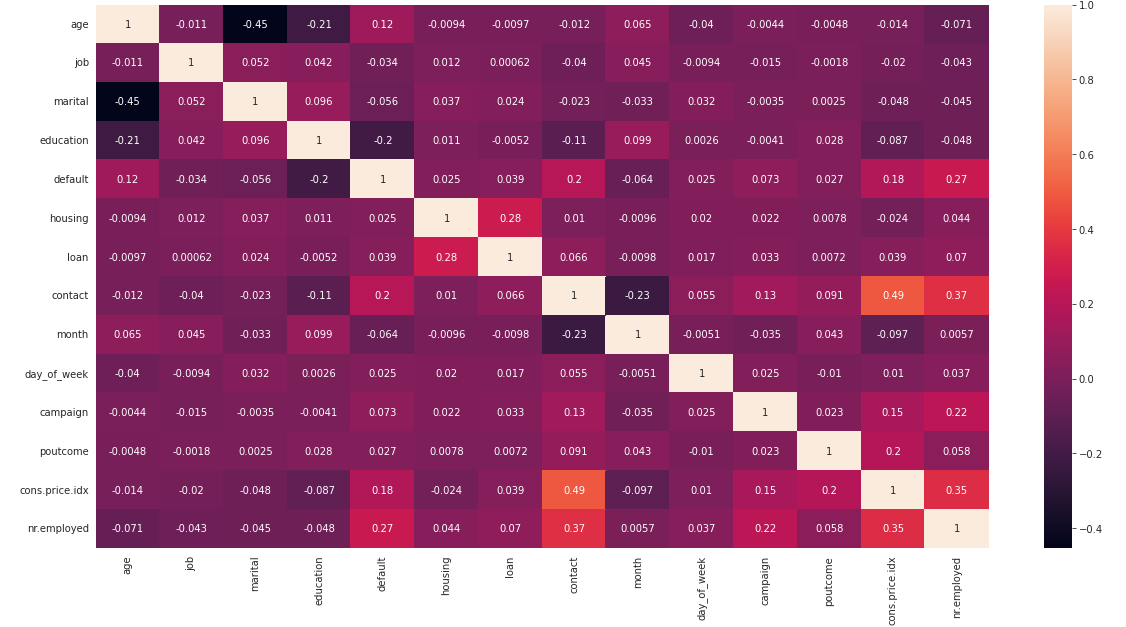 age 1 -0.011 -0.45 -0.21 0.12 -0.0094 -0.0097 -0.012 0.065 -0.04 -0.0044 -0.0048 -0.014 -0.071
job -0.011 1 0.052 0.042 -0.034 0.012 0.00062 -0.04 0.045 -0.0094 -0.015 -0.0018 -0.02 -0.043
marital -0.45 0.052 1 0.096 -0.056 0.037 0.024 -0.023 -0.033 0.032 -0.0035 0.0025 -0.048 -0.045
education -0.21 0.042 0.096 1 -0.2 0.011 -0.0052 -0.11 0.099 0.0026 -0.0041 0.028 -0.087 -0.048
default 0.12 -0.034 -0.056 -0.2 1 0.025 0.039 0.2 -0.064 0.025 0.073 0.027 0.18 0.27
housing -0.0094 0.012 0.037 0.011 0.025 1 0.28 0.01 -0.0096 0.02 0.022 0.0078 -0.024 0.044
loan -0.0097 0.00062 0.024 -0.0052 0.039 0.28 1 0.066 -0.0098 0.017 0.033 0.0072 0.039 0.07
contact -0.012 -0.04 -0.023 -0.11 0.2 0.01 0.066 1 -0.23 0.055 0.13 0.091 0.49 0.37
month 0.065 0.045 -0.033 0.099 -0.064 -0.0096 -0.0098 -0.23 1 -0.0051 -0.035 0.043 -0.097 0.0057
day_of_week -0.04 -0.0094 0.032 0.0026 0.025 0.02 0.017 0.055 -0.0051 1 0.025 -0.01 0.01 0.037
campaign -0.0044 -0.015 -0.0035 -0.0041 0.073 0.022 0.033 0.13 -0.035 0.025 1 0.023 0.15 0.22
poutcome -0.0048 -0.0018 0.0025 0.028 0.027 0.0078 0.0072 0.091 0.043 -0.01 0.023 1 0.2 0.058
cons.price.idx -0.014 -0.02 -0.048 -0.087 0.18 -0.024 0.039 0.49 -0.097 0.01 0.15 0.2 1 0.35
nr.employed -0.071 -0.043 -0.045 -0.048 0.27 0.044 0.07 0.37 0.0057 0.037 0.22 0.058 0.35 1
age job marital education default housing loan contact month day_of_week campaign poutcome cons.price.idx nr.employed
1.0
0.8
0.6
0.4
0.2
0.0
−0.2
−0.4